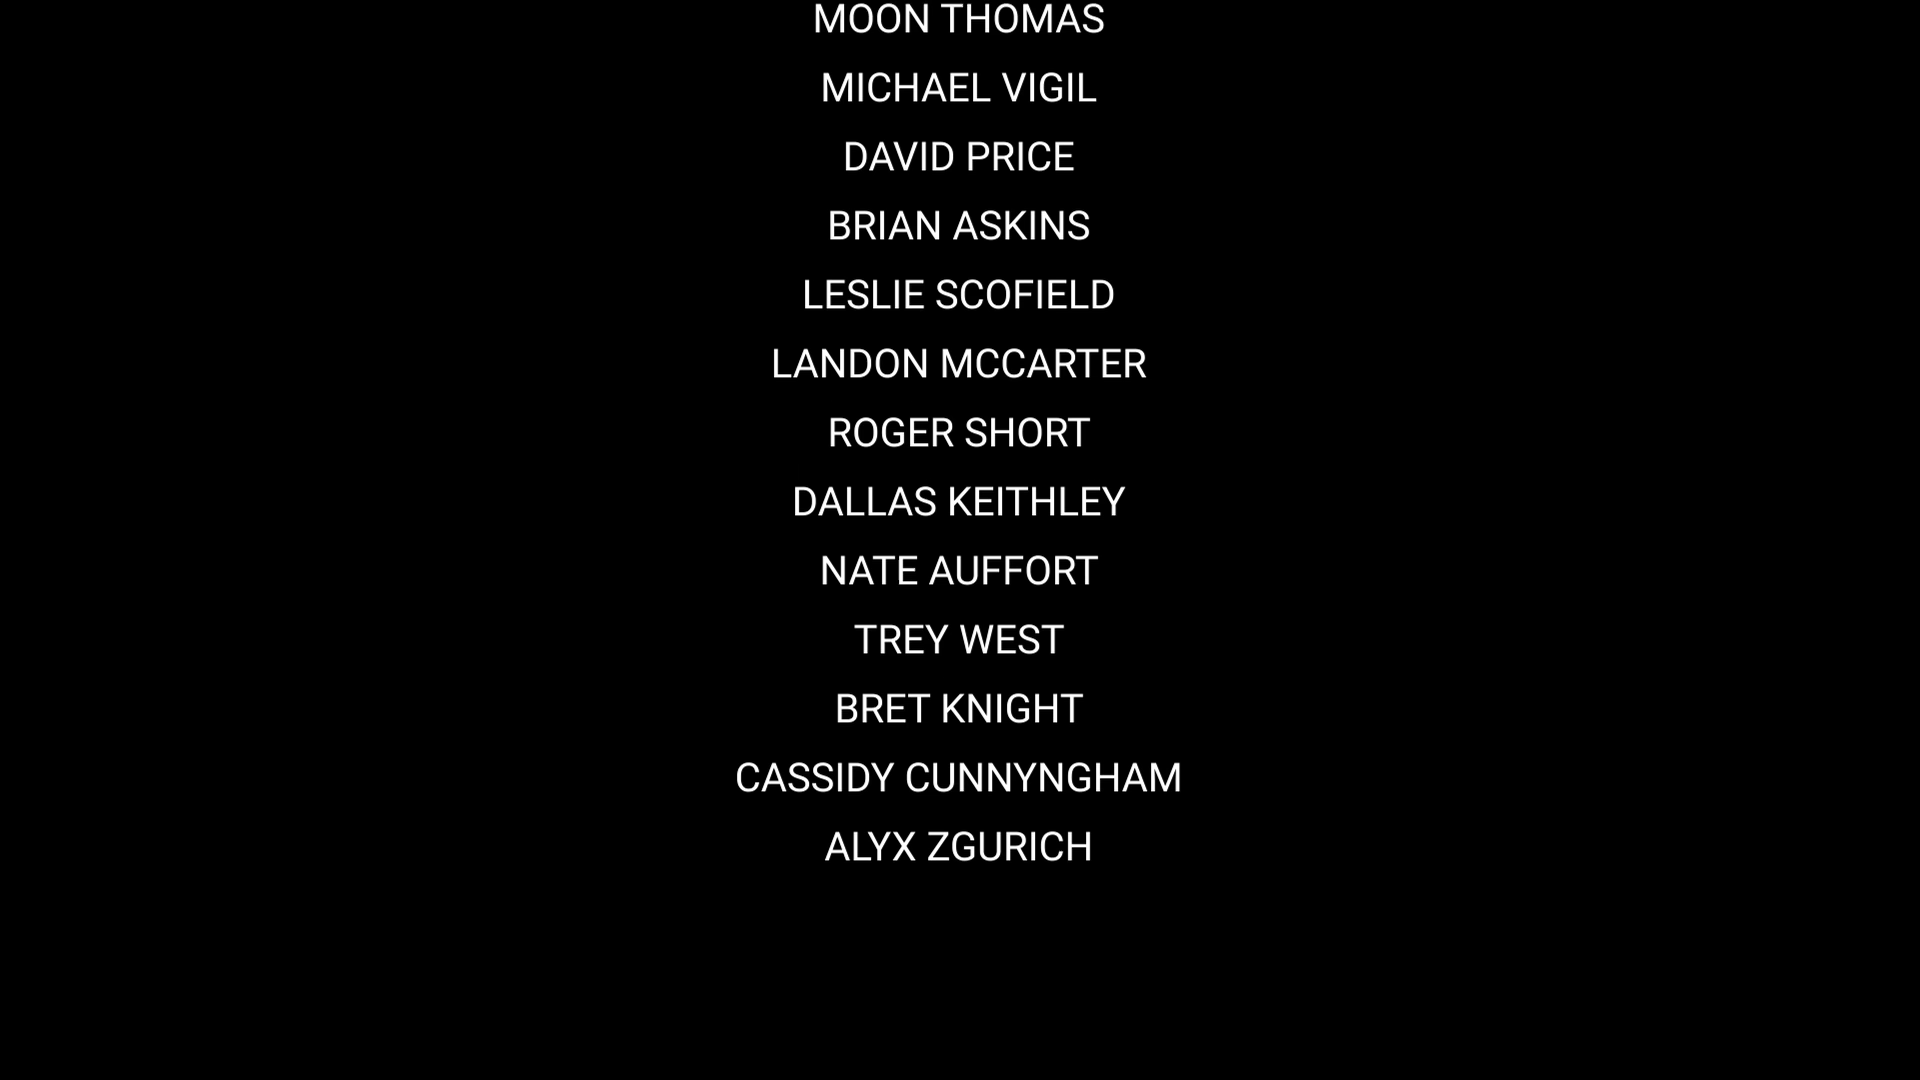 MOON THOMAS
MICHAEL VIGIL
DAVID PRICE
BRIAN ASKINS
LESLIE SCOFIELD
LANDON MCCARTER
ROGER SHORT
DALLAS KEITHLEY
NATE AUFFORT
TREY WEST
BRET KNIGHT
CASSIDY CUNNYNGHAM
ALYX ZGURICH